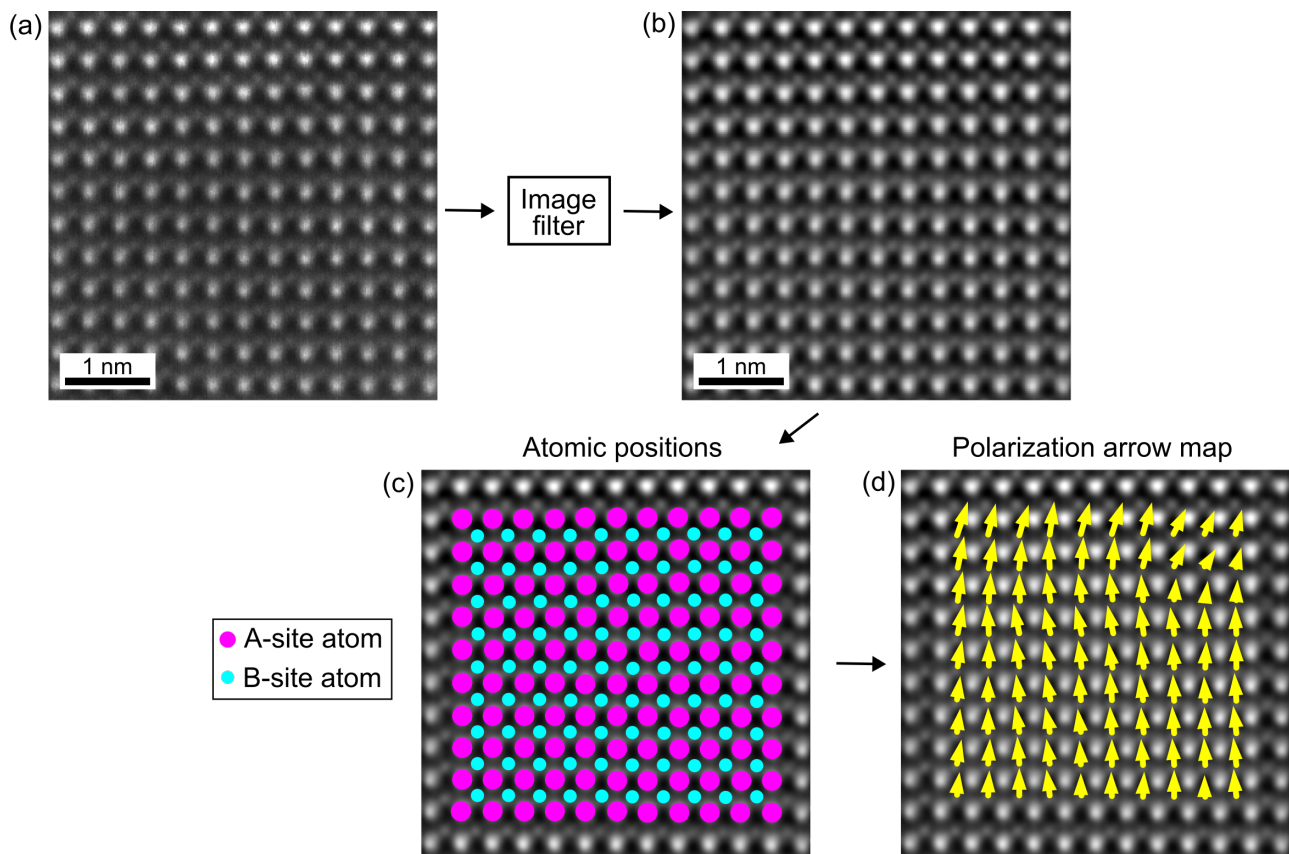 (a)
(b)
Image
filter
1 nm
1 nm
Atomic positions
Polarization arrow map
(c)
(d)
A-site atom
B-site atom